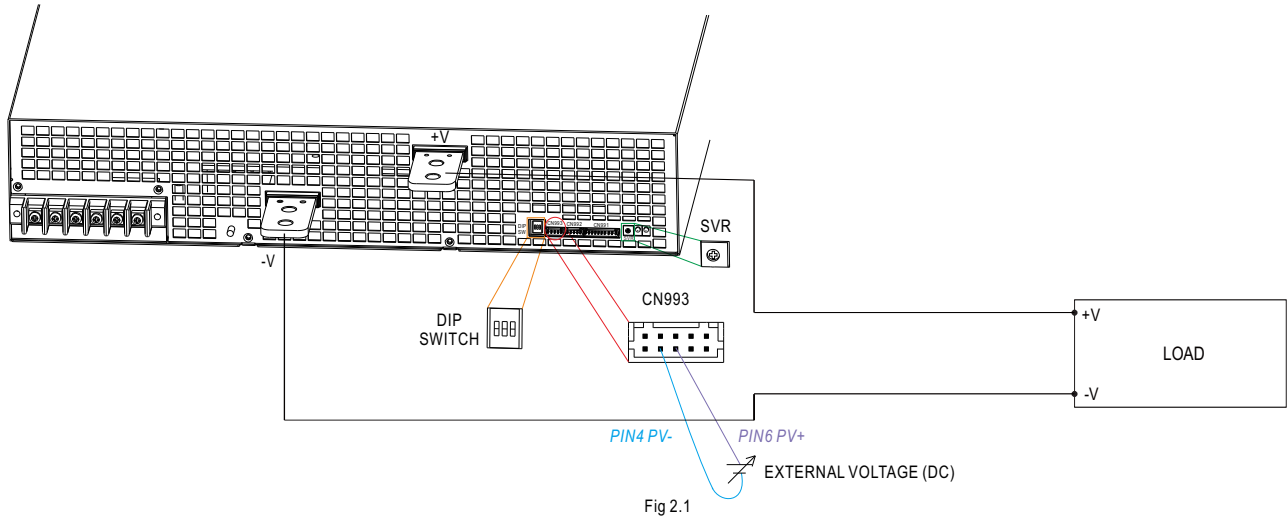 +V
-V
DIP
SW
CN993
CN992
CN991
SVR
SVR
CN993
DIP
SWITCH
+V
LOAD
-V
PIN4 PV-
PIN6 PV+
EXTERNAL VOLTAGE (DC)
Fig 2.1